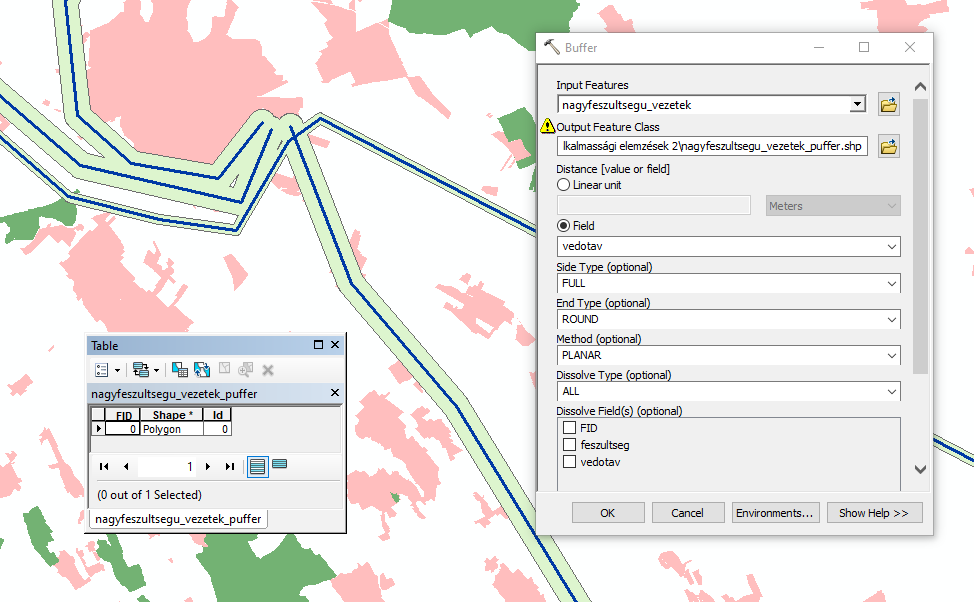 Buffer
Input Features
nagyfeszultsegu_vezetek
Output Feature Class
lkalmassági elemzések 2\nagyfeszultsegu_vezetek_puffer.shp
Distance [value or field]
Linear unit
Meters
Field
vedotav
Side Type (optional)
FULL
End Type (optional)
ROUND
Method (optional)
PLANAR
Dissolve Type (optional)
ALL
Dissolve Field(s) (optional)
FID
feszultseg
vedotav
OK Cancel Environments... Show Help >>
Table
nagyfeszultsegu_vezetek_puffer
FID Shape * Id
0 Polygon 0
1
(0 out of 1 Selected)
nagyfeszultsegu_vezetek_puffer